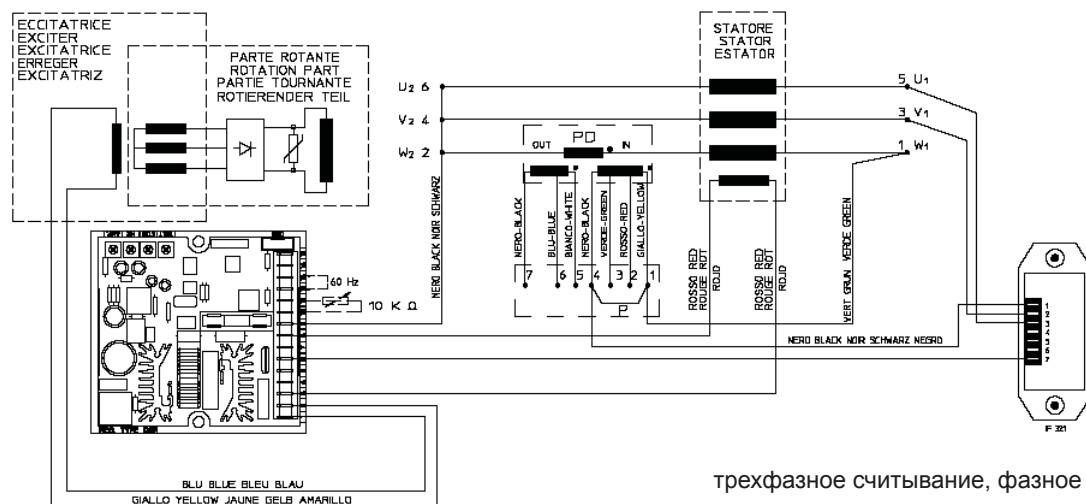 ECCITATRICE
EXCITER
EXCITATRICE
ERREGER
EXCITATRIZ
PARTE ROTANTE
ROTATION PART
PARTIE TOURNANTE
ROTIERENDER TEIL
STATORE
STATOR
ESTATOR
U2 6
V2 4
W2 2
5 U1
3 V1
1 W1
PD
OUT
IN
NERO-BLACK
BLU-BLUE
BIANCO-WHITE
NERO-BLACK
VERDE-GREEN
ROSSO-RED
GIALLO-YELLOW
7 6 5 4 3 2 1
P
NERO BLACK NOIR SCHWARZ
ROSSO RED
ROUGE ROT
ROJO
ROSSO RED
ROUGE ROT
ROJO
VERT GRUN VERDE GREEN
60 Hz
10 K Ω
NERO BLACK NOIR SCHWARZ NEGRO
1
2
3
4
5
6
7
BLU BLUE BLEU BLAU
GIALLO YELLOW JAUNE GELB AMARILLO
трехфазное считывание, фазное